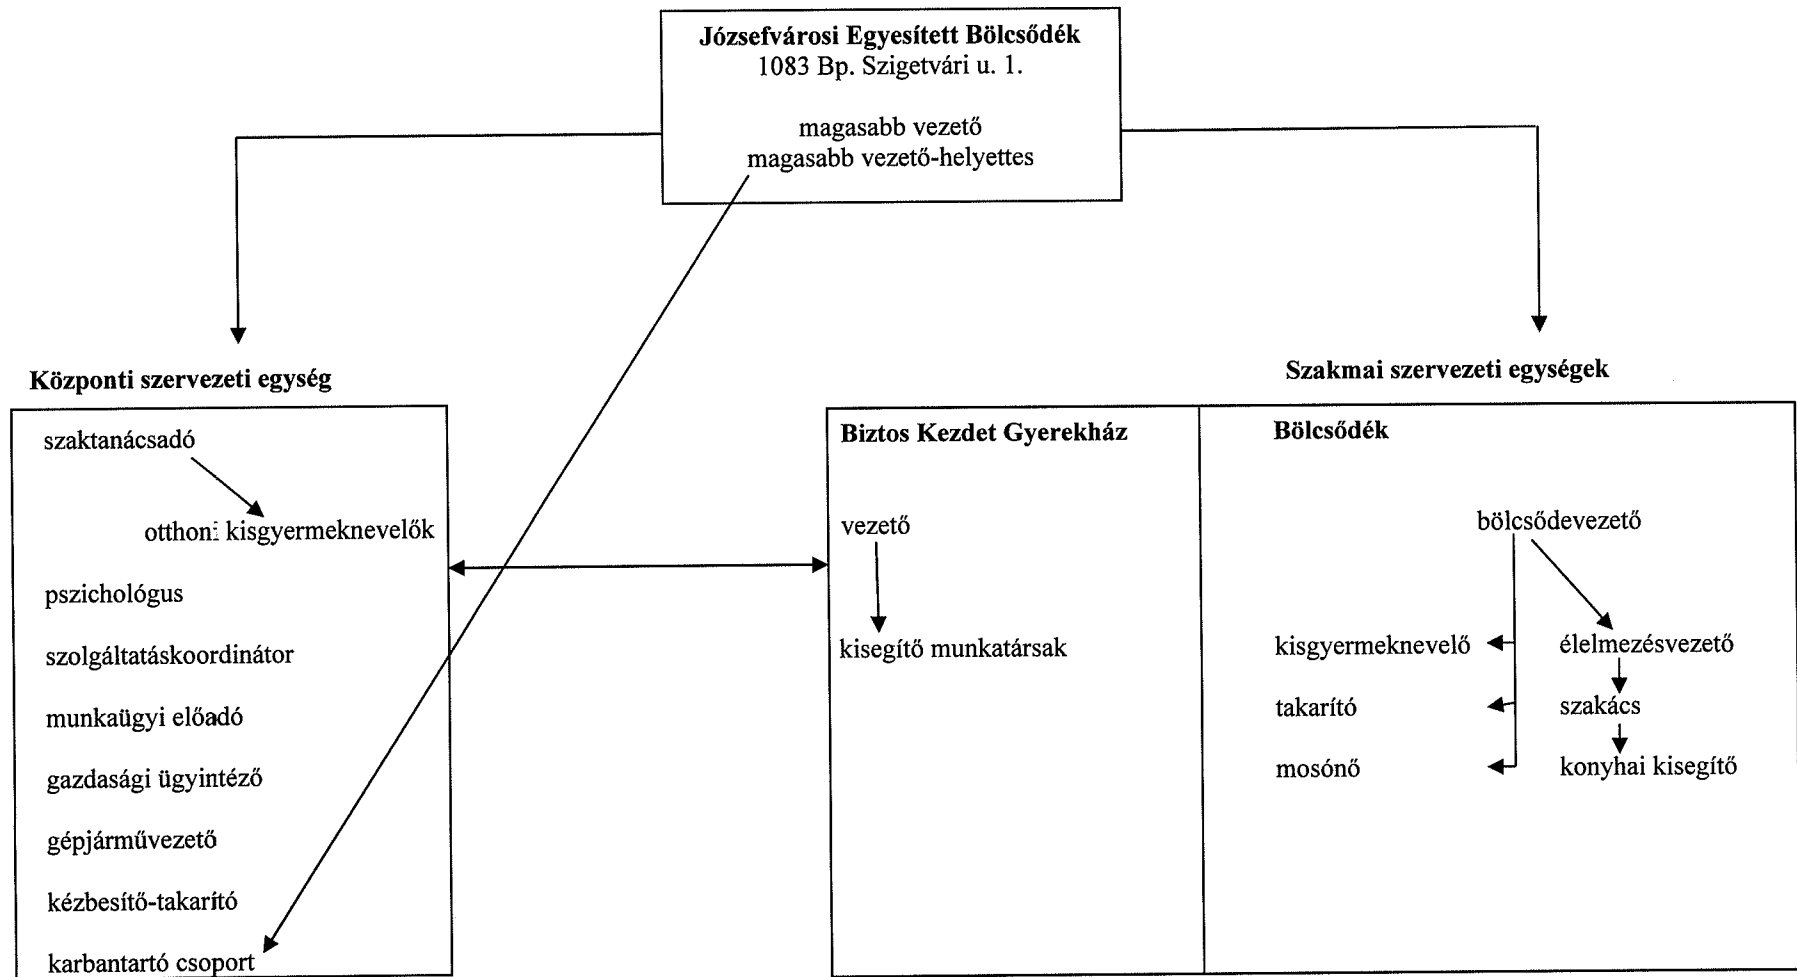 Józsefvárosi Egyesített Bölcsődék
1083 Bp. Szigetvári u. 1.
magasabb vezető
magasabb vezető-helyettes
Központi szervezeti egység
szaktanácsadó
otthoni kisgyermeknevelők
pszichológus
szolgáltatáskoordinátor
munkaügyi előadó
gazdasági ügyintéző
gépjárművezető
kézbesítő-takarító
karbantartó csoport
Szakmai szervezeti egységek
Biztos Kezdet Gyerekház
vezető
kisegítő munkatársak
Bölcsődék
bölcsődevezető
kisgyermeknevelő
takarító
mosónő
élelmezésvezető
szakács
konyhai kisegítő